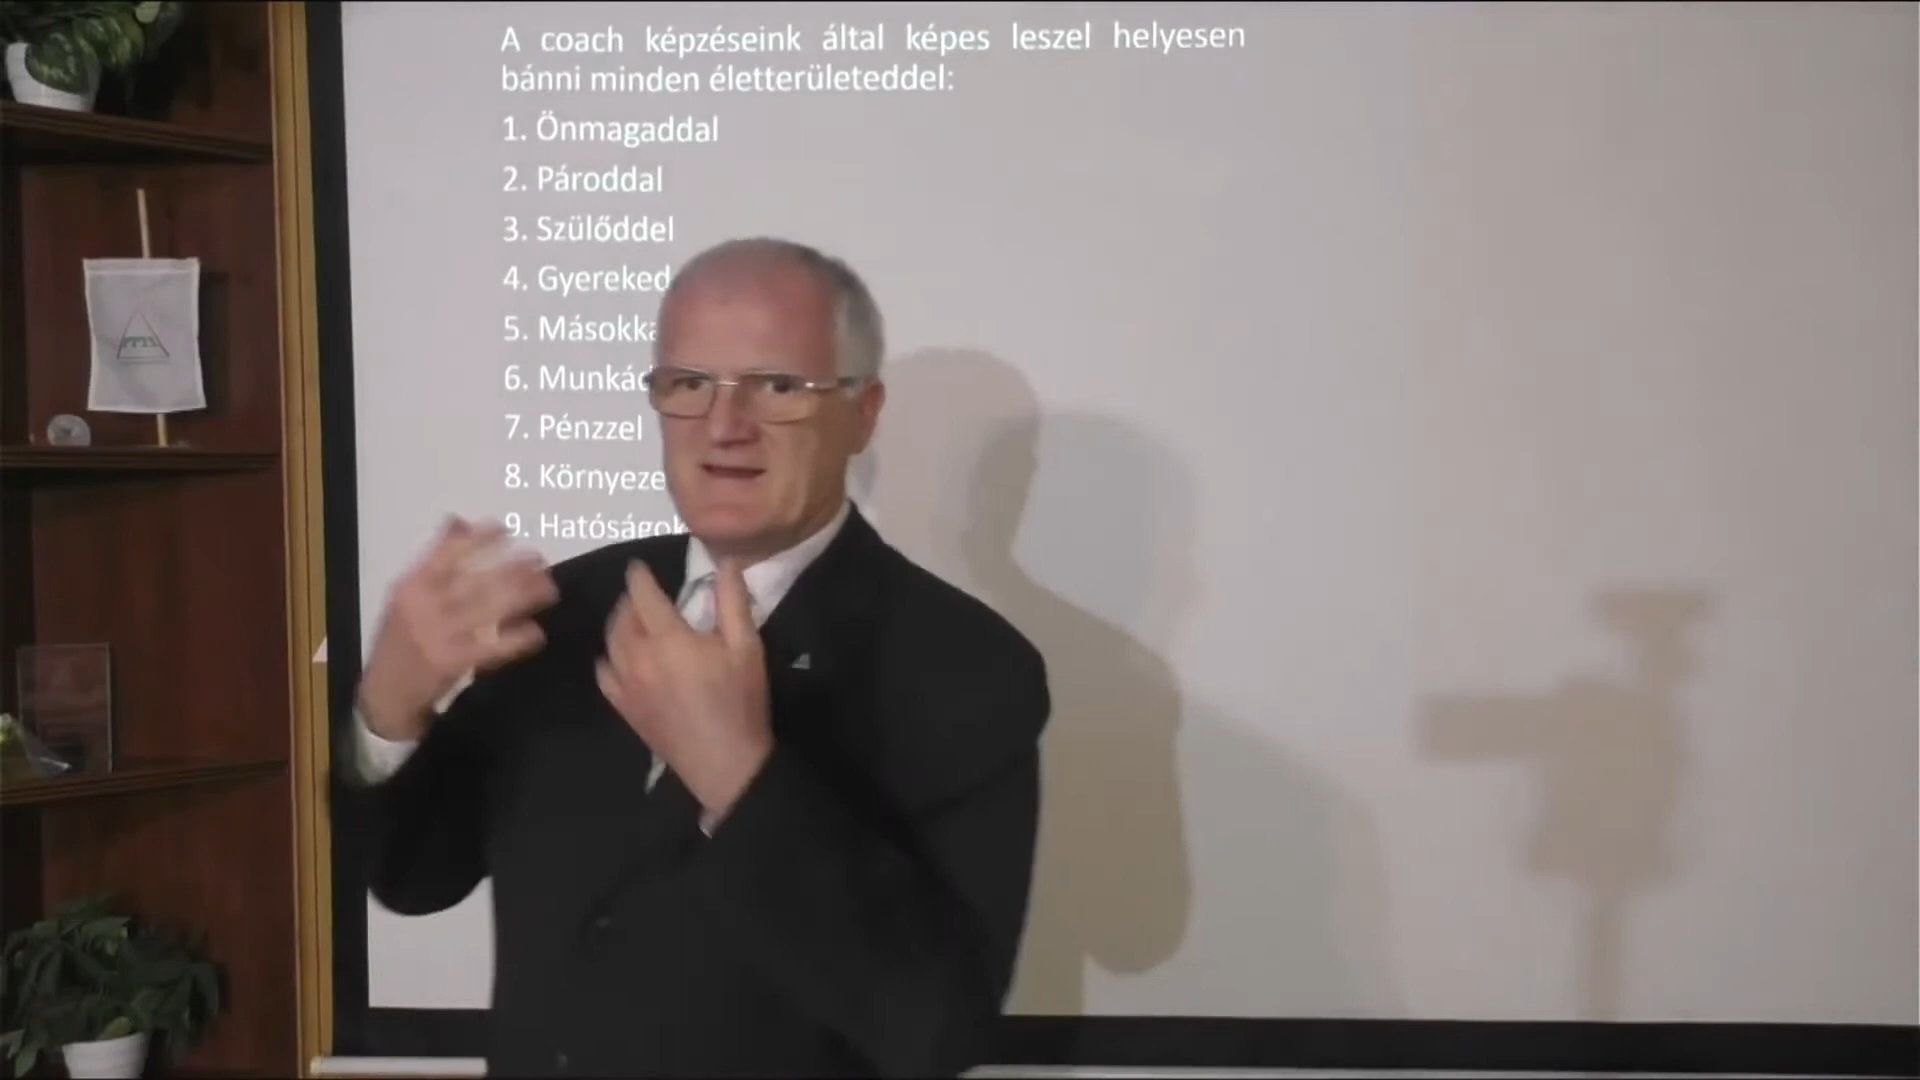 A coach képzéseink által képes leszel helyesen
bánni minden életterületeddel:
1. Önmagaddal
2. Pároddal
3. Szülőddel
4. Gyereked
5. Másokka
6. Munkád
7. Pénzzel
8. Környeze
9. Hatóságok